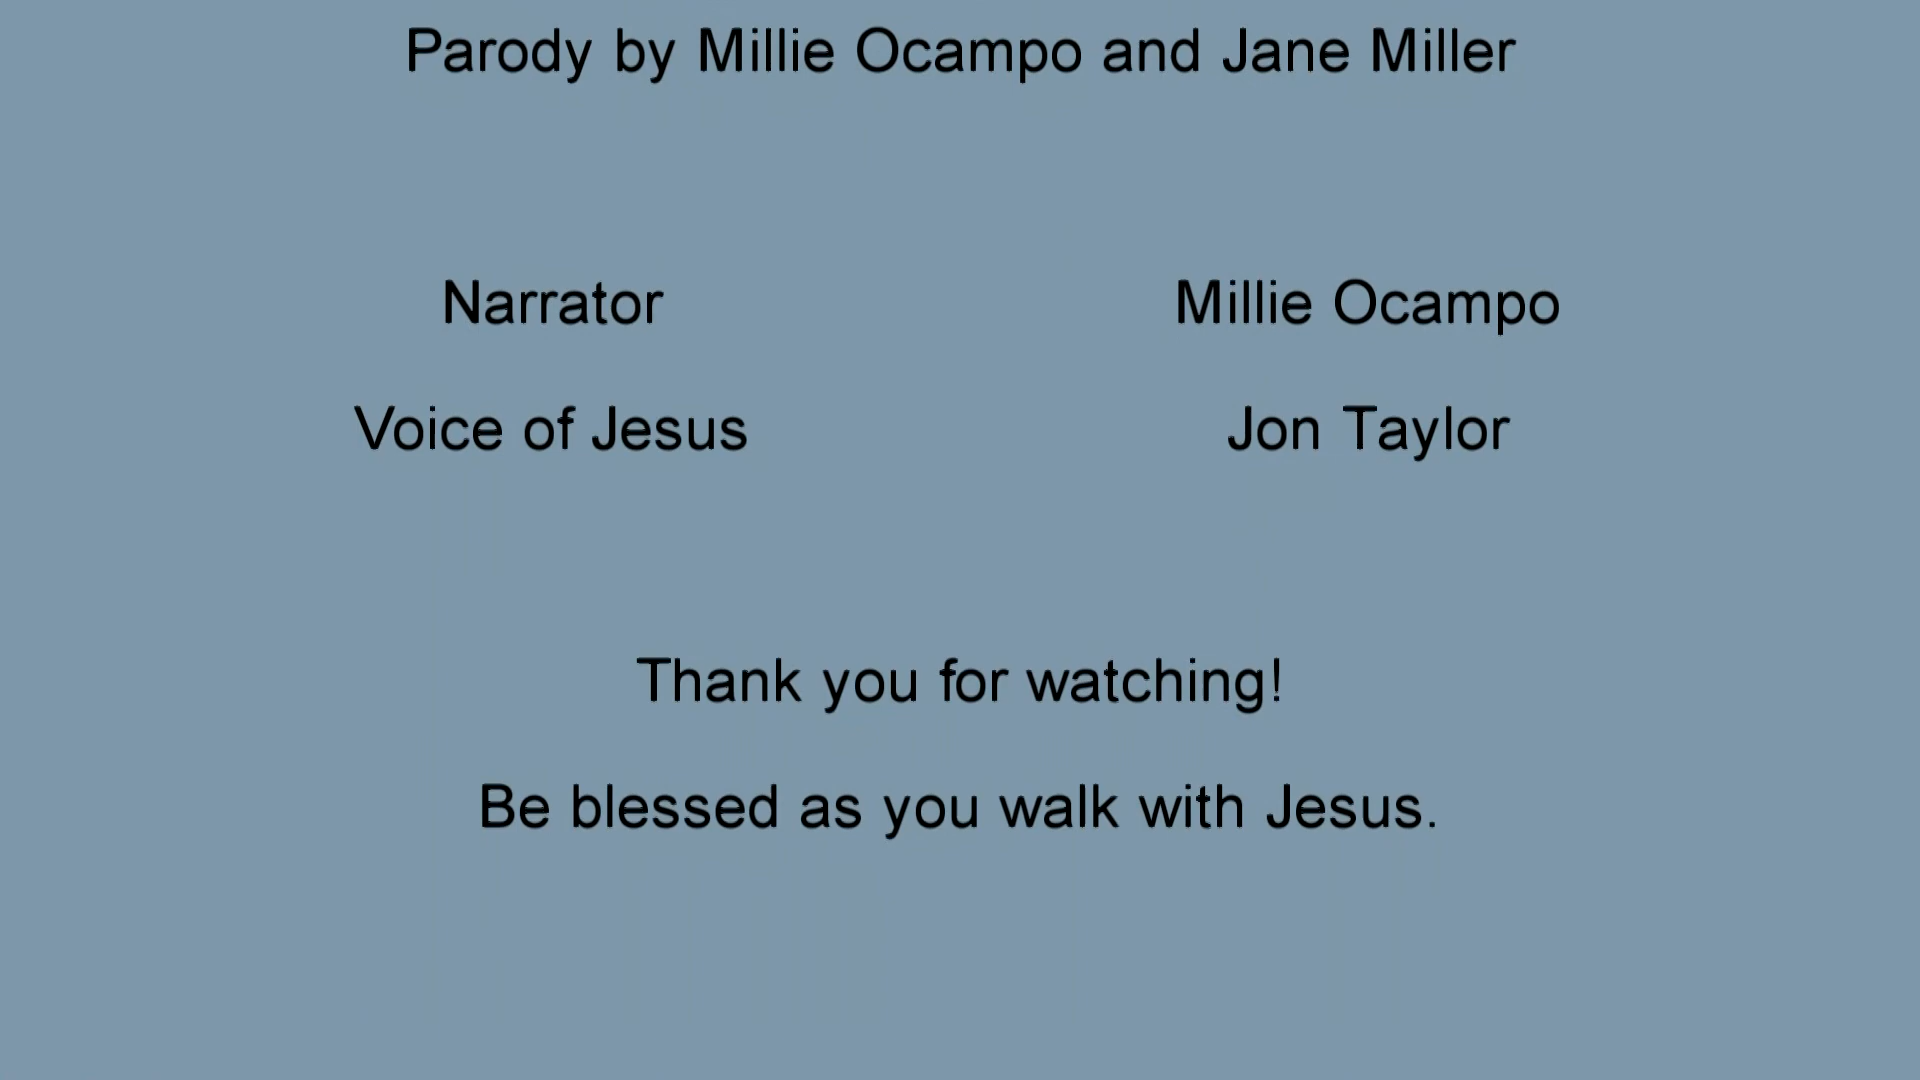 Parody by Millie Ocampo and Jane Miller
Narrator Millie Ocampo
Voice of Jesus Jon Taylor
Thank you for watching!
Be blessed as you walk with Jesus.